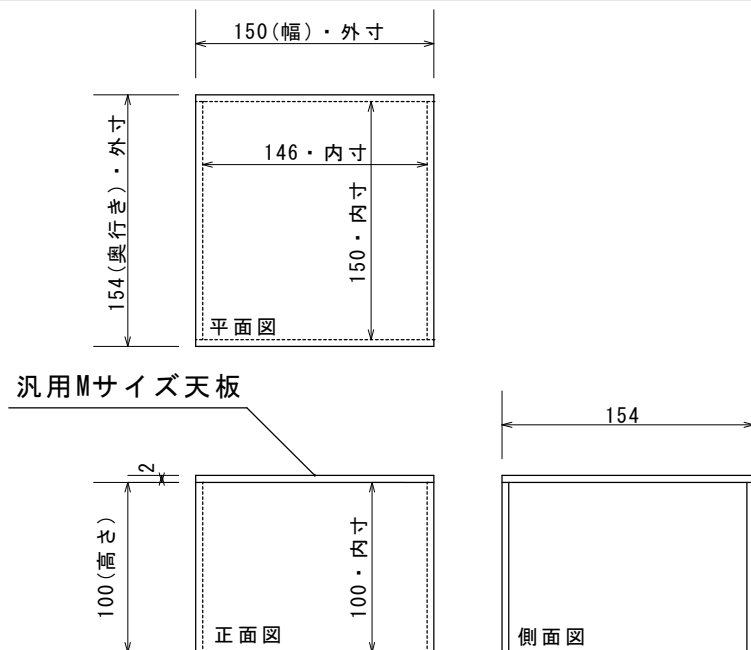 150(幅)・外寸
154(奥行き)・外寸
146・内寸
150・内寸
平面図
汎用Mサイズ天板
154
2
100(高さ)
100・内寸
正面図
側面図